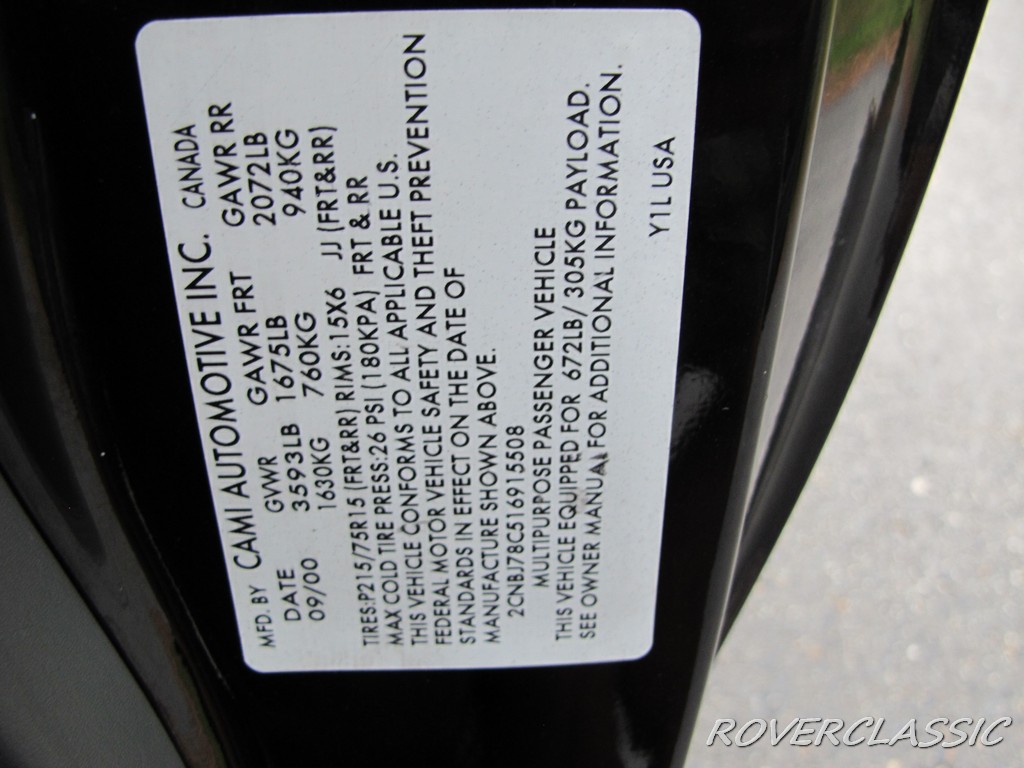 MFD. BY CAMI AUTOMOTIVE INC. CANADA
DATE GVWR GAWR FRT GAWR RR
09/00 3593LB 1675LB 2072LB
1630KG 760KG 940KG
TIRES:P215/75R15 (FRT&RR) RIMS:15X6 JJ (FRT&RR)
MAX COLD TIRE PRESS:26 PSI (180KPA) FRT & RR
THIS VEHICLE CONFORMS TO ALL APPLICABLE U.S.
FEDERAL MOTOR VEHICLE SAFETY AND THEFT PREVENTION
STANDARDS IN EFFECT ON THE DATE OF
MANUFACTURE SHOWN ABOVE.
2CNBJ78C516915508
MULTIPURPOSE PASSENGER VEHICLE
THIS VEHICLE EQUIPPED FOR 672LB/ 305KG PAYLOAD.
SEE OWNER MANUAL FOR ADDITIONAL INFORMATION.
Y1L USA
ROVERCLASSIC